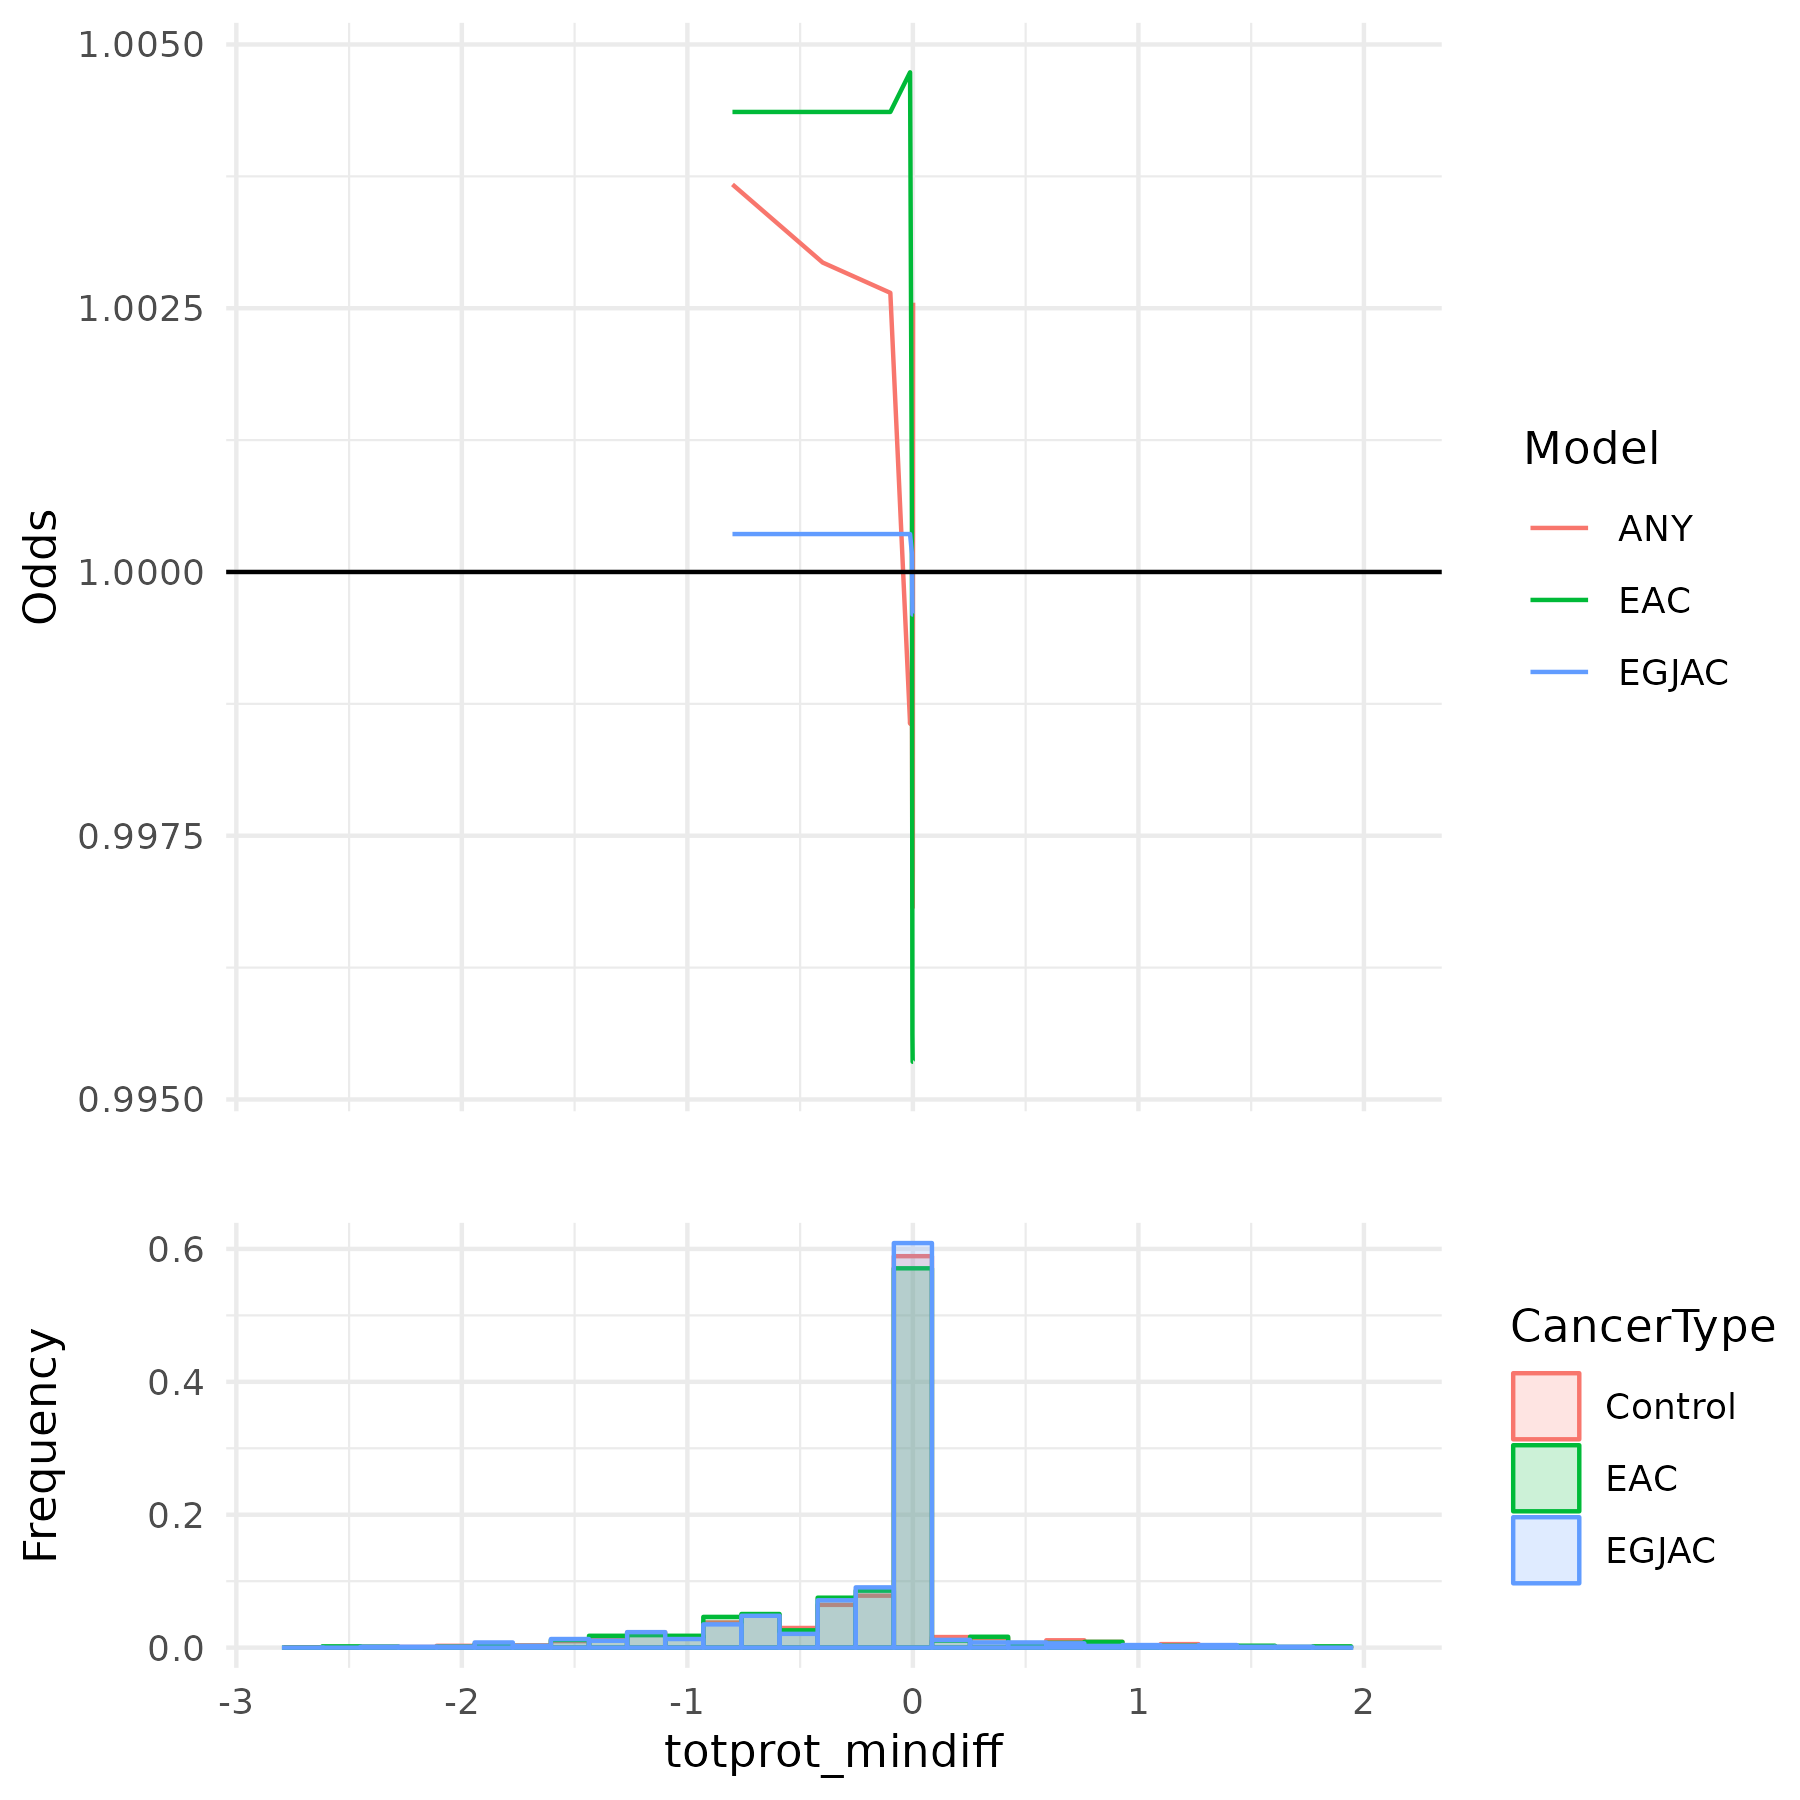 1.0050
1.0025
1.0000
0.9975
0.9950
Odds
Model
ANY
EAC
EGJAC
0.6
0.4
0.2
0.0
Frequency
-3 -2 -1 0 1 2
totprot_mindiff
CancerType
Control
EAC
EGJAC